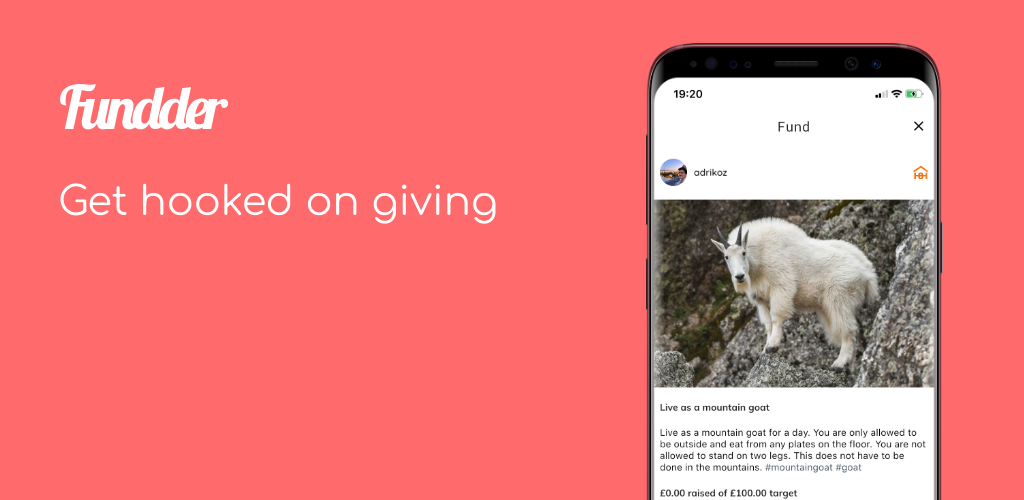 Fundder
Get hooked on giving
19:20
Fund
adrikoz
Live as a mountain goat
Live as a mountain goat for a day. You are only allowed to
be outside and eat from any plates on the floor. You are not
allowed to stand on two legs. This does not have to be
done in the mountains. #mountaingoat #goat
£0.00 raised of £100.00 target